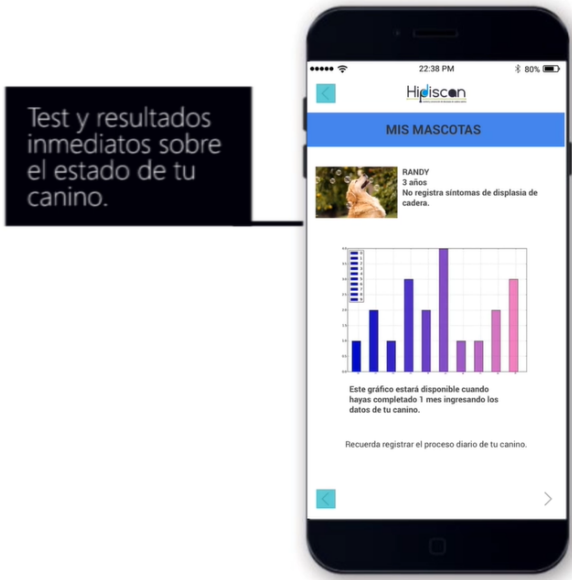 Test y resultados
inmediatos sobre
el estado de tu
canino.
22:38 PM
80%
Hipiscan
MIS MASCOTAS
RANDY
3 años
No registra síntomas de displasia de
cadera.
Este gráfico estará disponible cuando
hayas completado 1 mes ingresando los
datos de tu canino.
Recuerda registrar el proceso diario de tu canino.